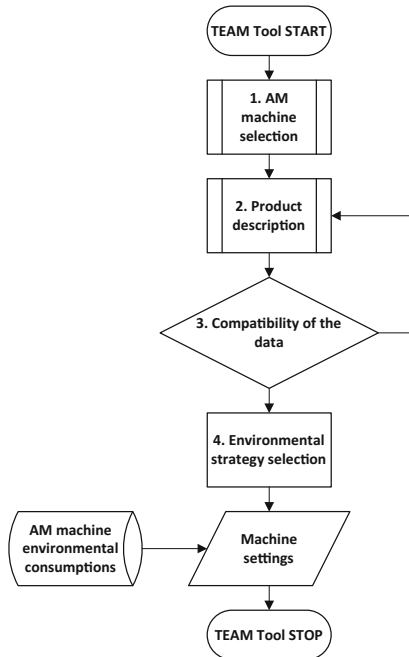 TEAM Tool START
1. AM
machine
selection
2. Product
description
3. Compatibility of the
data
4. Environmental
strategy selection
AM machine
environmental
consumptions
Machine
settings
TEAM Tool STOP